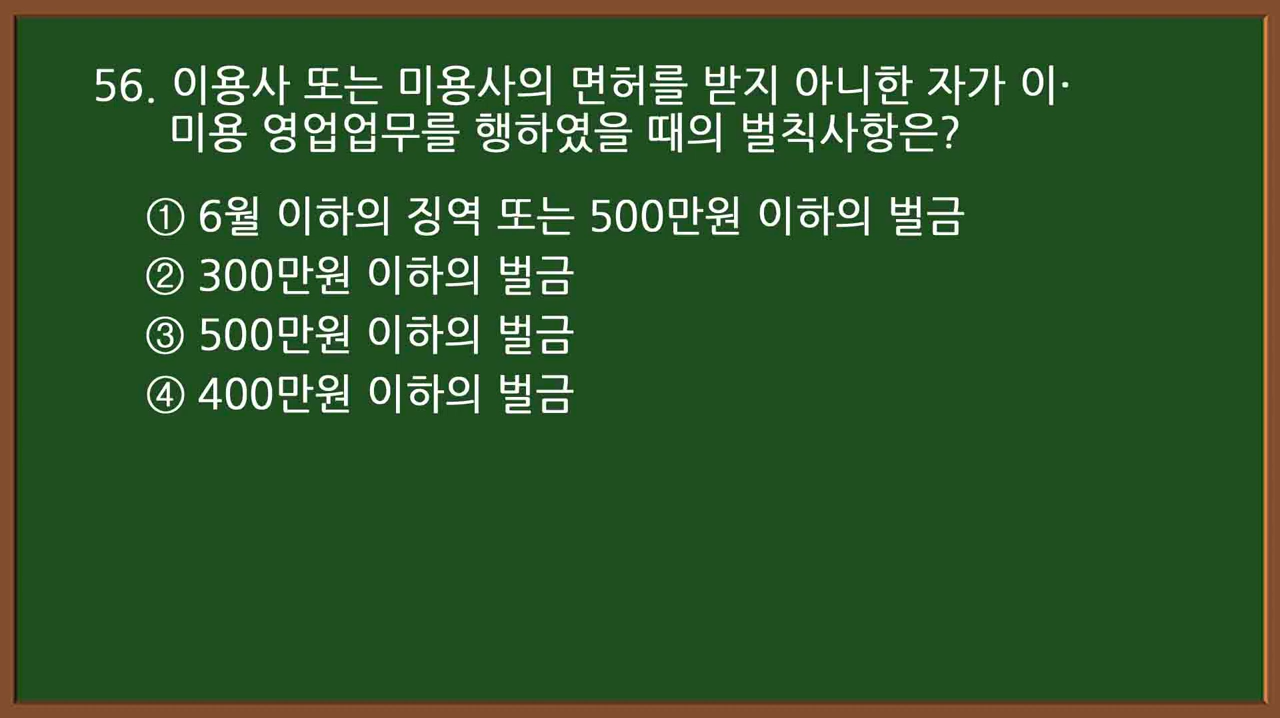 56. 이용사 또는 미용사의 면허를 받지 아니한 자가 이·
미용 영업업무를 행하였을 때의 벌칙사항은?
① 6월 이하의 징역 또는 500만원 이하의 벌금
② 300만원 이하의 벌금
③ 500만원 이하의 벌금
④ 400만원 이하의 벌금